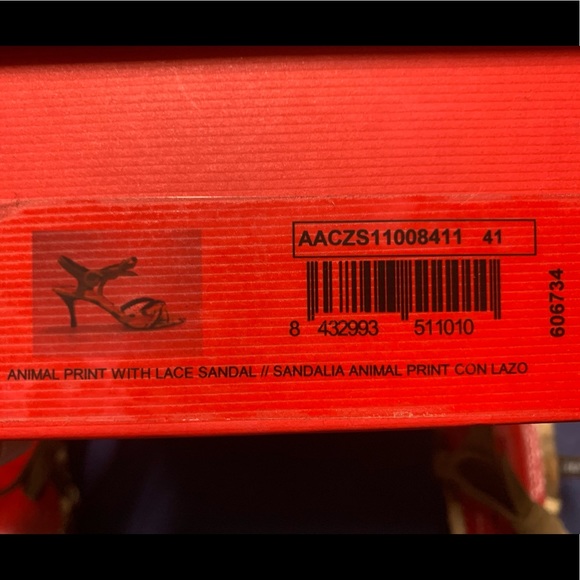 AACZS11008411 41
8 432993 511010
606734
ANIMAL PRINT WITH LACE SANDAL // SANDALIA ANIMAL PRINT CON LAZO